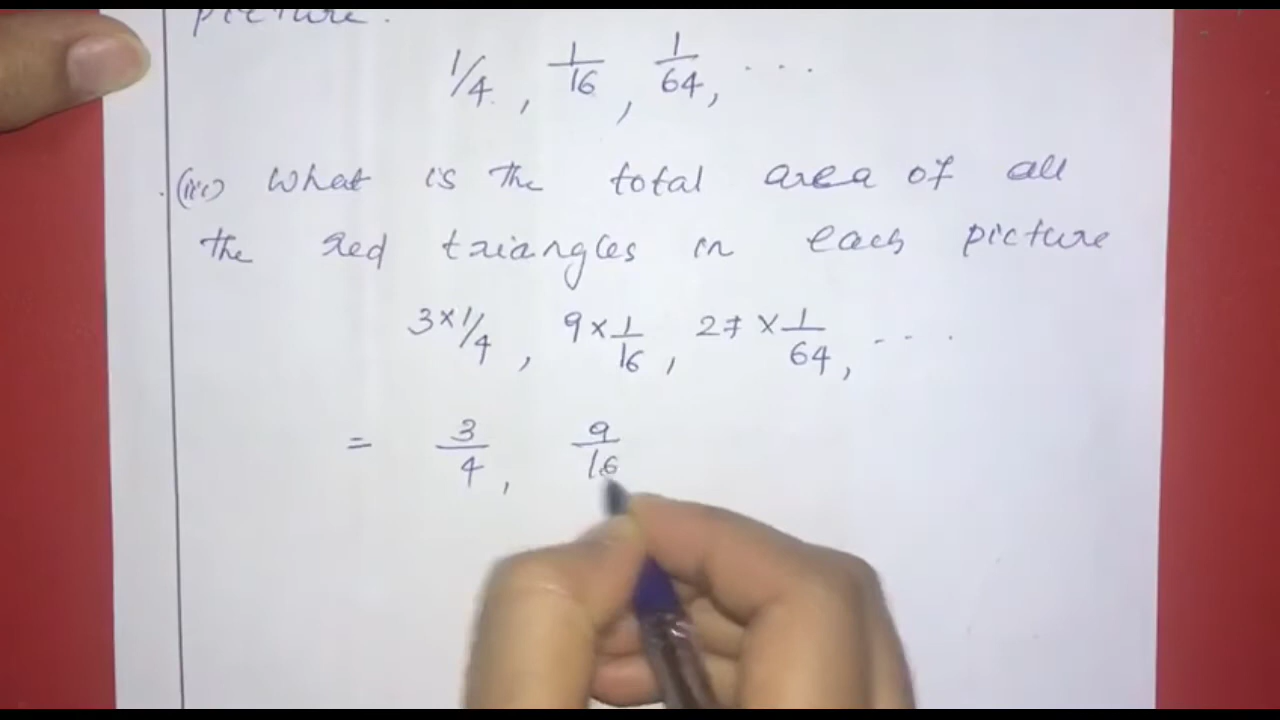 picture.
1/4, 1/16, 1/64, ...
(iii) What is the total area of all
the red triangles in each picture
3×1/4, 9×1/16, 27×1/64, ...
= 3/4, 9/16